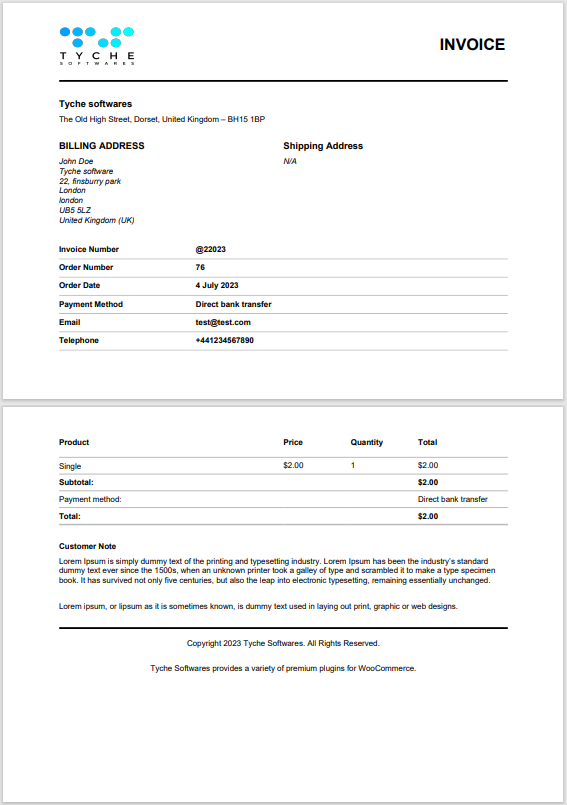 TYCHE
SOFTWARES
INVOICE
Tyche softwares
The Old High Street, Dorset, United Kingdom – BH15 1BP
BILLING ADDRESS Shipping Address
John Doe N/A
Tyche software
22, finsburry park
London
london
UB5 5LZ
United Kingdom (UK)
Invoice Number @22023
Order Number 76
Order Date 4 July 2023
Payment Method Direct bank transfer
Email test@test.com
Telephone +441234567890
Product Price Quantity Total
Single $2.00 1 $2.00
Subtotal: $2.00
Payment method: Direct bank transfer
Total: $2.00
Customer Note
Lorem Ipsum is simply dummy text of the printing and typesetting industry. Lorem Ipsum has been the industry's standard
dummy text ever since the 1500s, when an unknown printer took a galley of type and scrambled it to make a type specimen
book. It has survived not only five centuries, but also the leap into electronic typesetting, remaining essentially unchanged.
Lorem ipsum, or lipsum as it is sometimes known, is dummy text used in laying out print, graphic or web designs.
Copyright 2023 Tyche Softwares. All Rights Reserved.
Tyche Softwares provides a variety of premium plugins for WooCommerce.